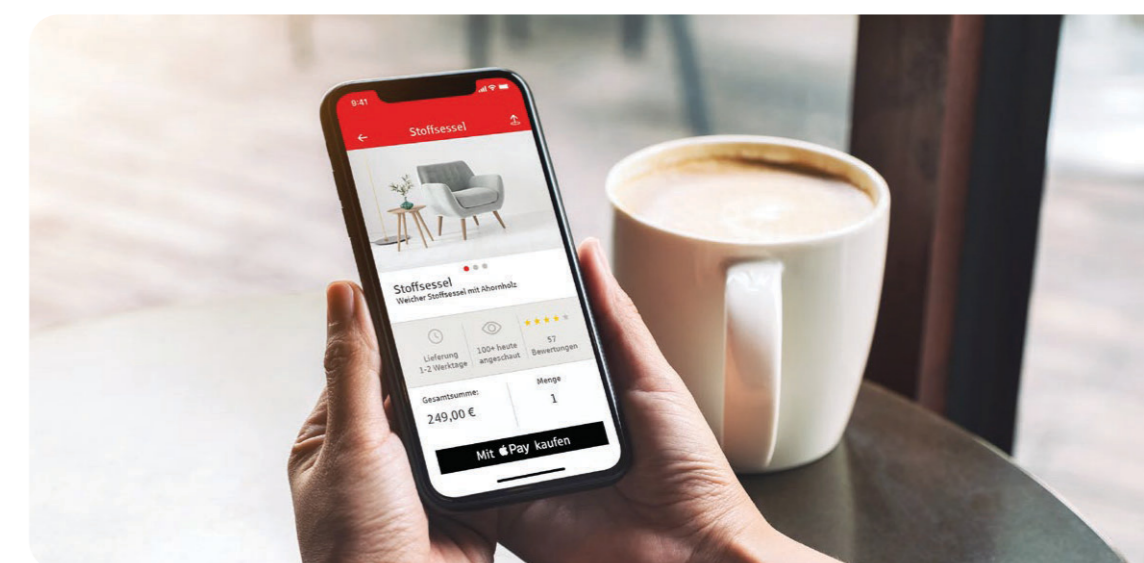 9:41
Stoffsessel
Stoffsessel
Weicher Stoffsessel mit Ahornholz
Lieferung
1-2 Werktage
100+ heute
angeschaut
57
Bewertungen
Gesamtsumme:
249,00 €
Menge
1
Mit Pay kaufen